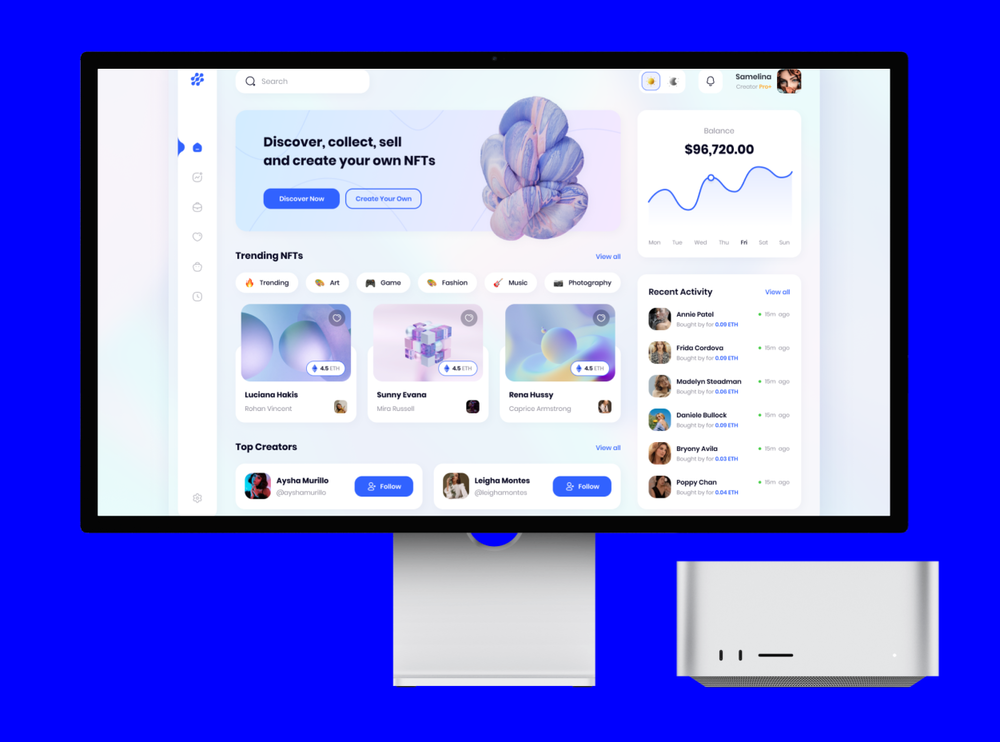 Search
Samelina
Creator Pro+
Discover, collect, sell
and create your own NFTs
Discover Now
Create Your Own
Balance
$96,720.00
Mon Tue Wed Thu Fri Sat Sun
Trending NFTs
View all
Trending
Art
Game
Fashion
Music
Photography
4.5 ETH
4.5 ETH
4.5 ETH
Luciana Hakis
Rohan Vincent
Sunny Evana
Mira Russell
Rena Hussy
Caprice Armstrong
Top Creators
View all
Aysha Murillo
@ayshamurillo
Follow
Leigha Montes
@leighamontes
Follow
Recent Activity
View all
Annie Patel
15m ago
Bought by for 0.09 ETH
Frida Cordova
15m ago
Bought by for 0.09 ETH
Madelyn Steadman
15m ago
Bought by for 0.06 ETH
Daniele Bullock
15m ago
Bought by for 0.09 ETH
Bryony Avila
15m ago
Bought by for 0.03 ETH
Poppy Chan
15m ago
Bought by for 0.04 ETH